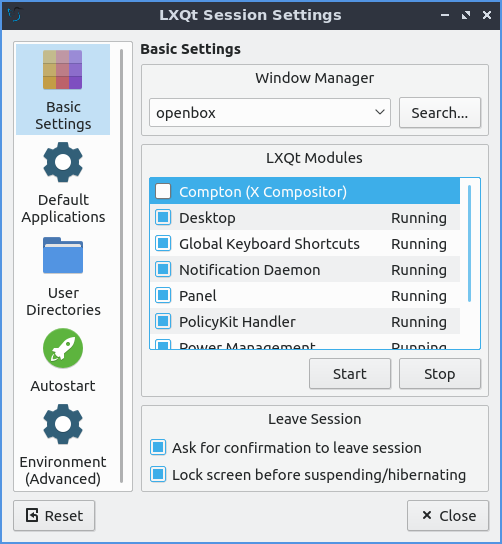 LXQt Session Settings
Basic
Settings
Default
Applications
User
Directories
Autostart
Environment
(Advanced)
Basic Settings
Window Manager
openbox
Search...
LXQt Modules
Compton (X Compositor)
Desktop Running
Global Keyboard Shortcuts Running
Notification Daemon Running
Panel Running
PolicyKit Handler Running
Power Management Running
Start Stop
Leave Session
Ask for confirmation to leave session
Lock screen before suspending/hibernating
Reset Close